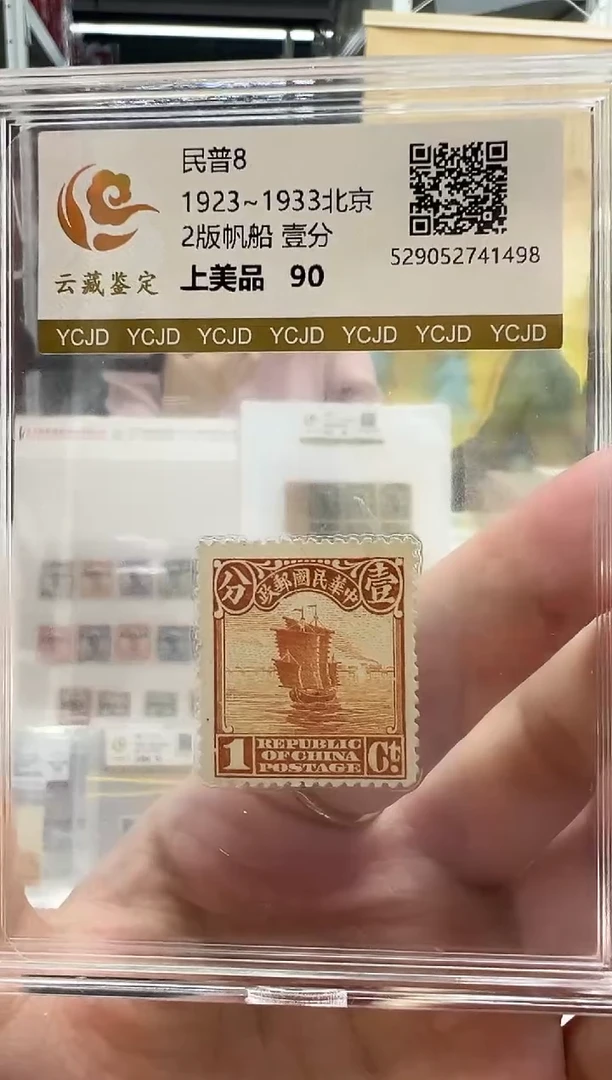 民普8
1923~1933北京
2版帆船 壹分
上美品 90
云藏鉴定
529052741498
YCJD YCJD YCJD YCJD YCJD YCJD YCJD
分 政郵國民華中 壹
1 REPUBLIC OF CHINA POSTAGE Ct